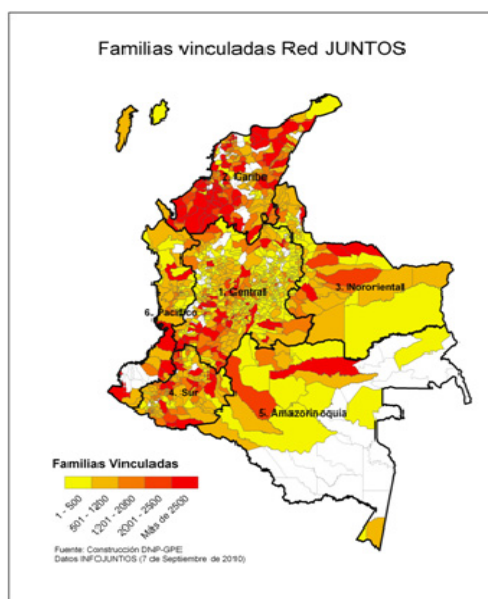 Familias vinculadas Red JUNTOS
2. Caribe
1. Central
3. Nororiental
6. Pacifico
4. Sur
5. Amazorinoquia
Familias Vinculadas
1 - 500
501 - 1200
1201 - 2000
2001 - 2500
Más de 2500
Fuente: Construcción DNP-GPE
Datos INFOJUNTOS (7 de Septiembre de 2010)